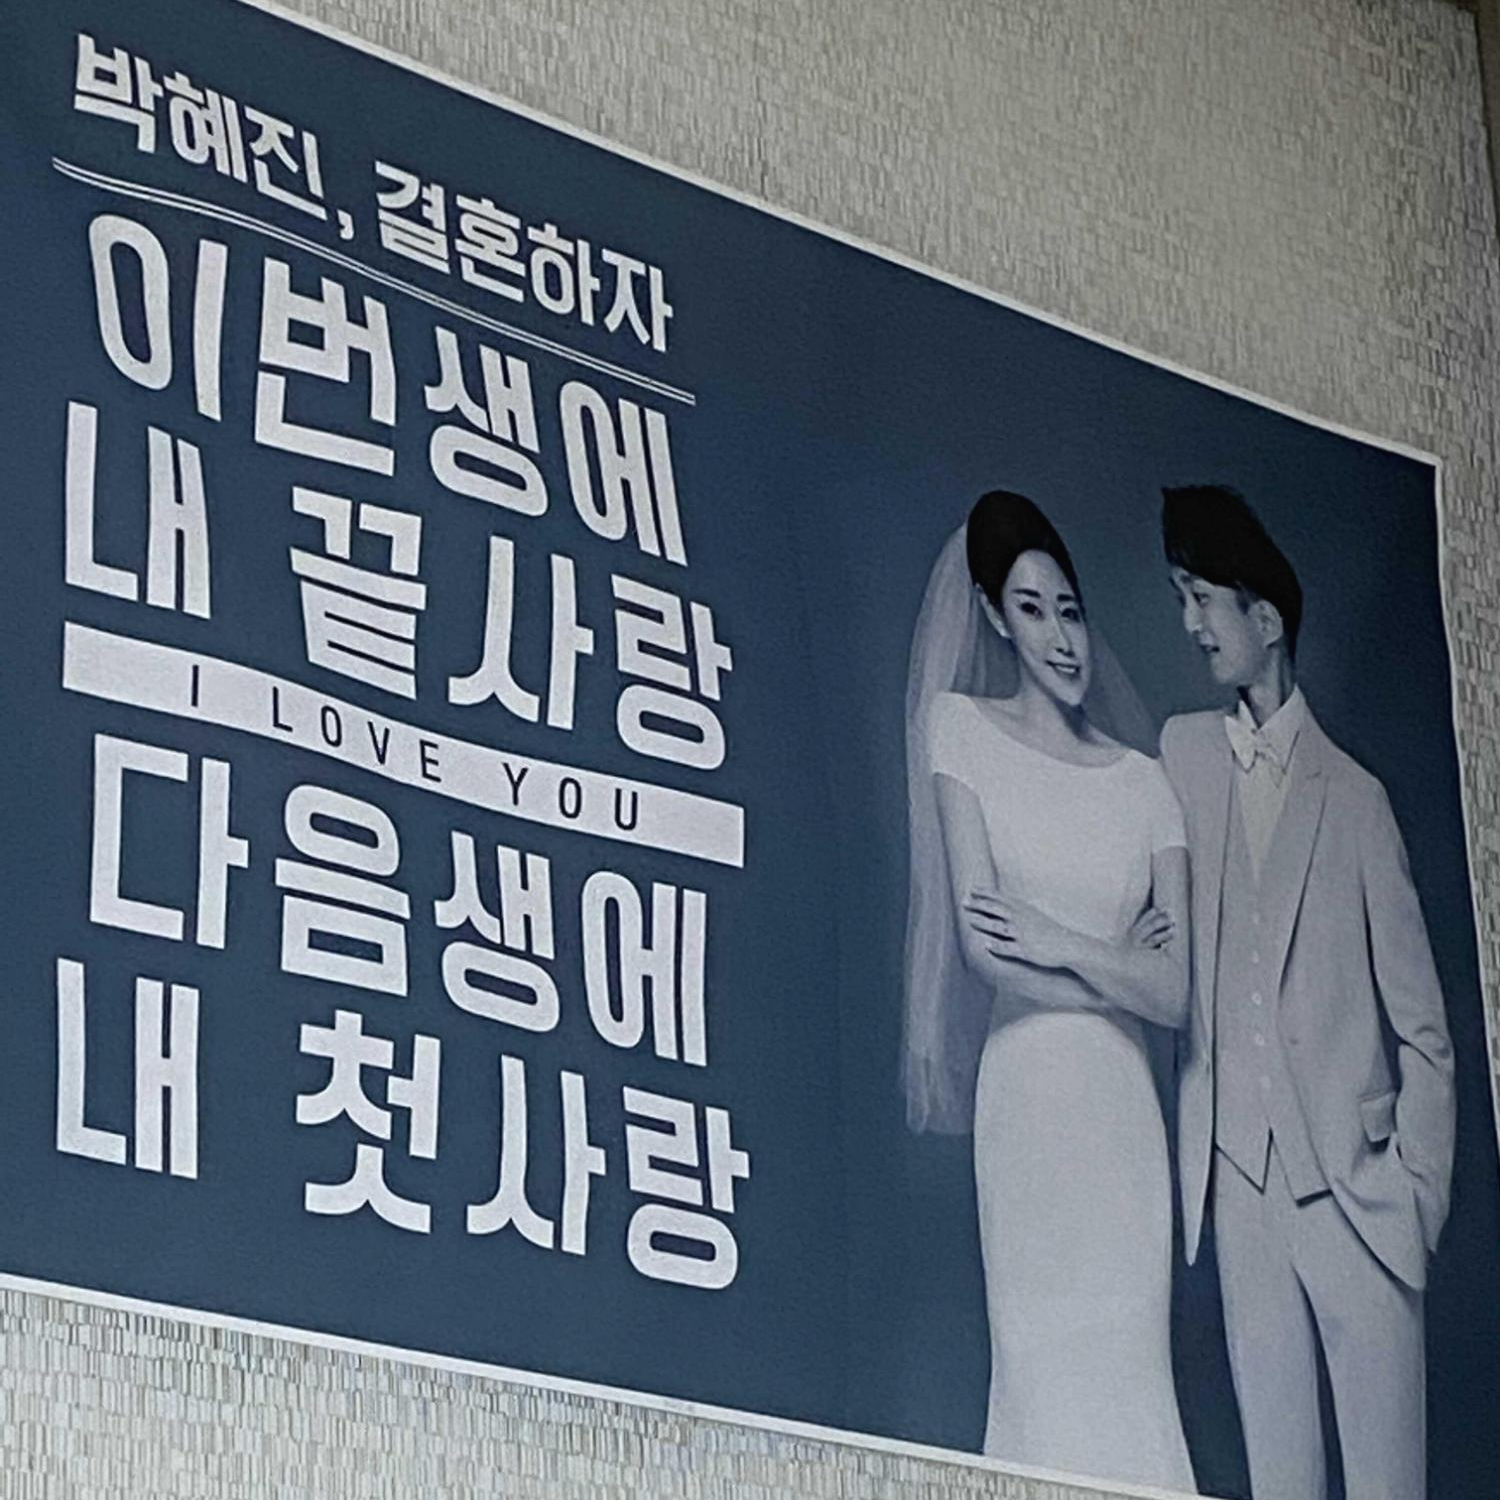 박혜진, 결혼하자
이번생에
내 끝사랑
I LOVE YOU
다음생에
내 첫사랑